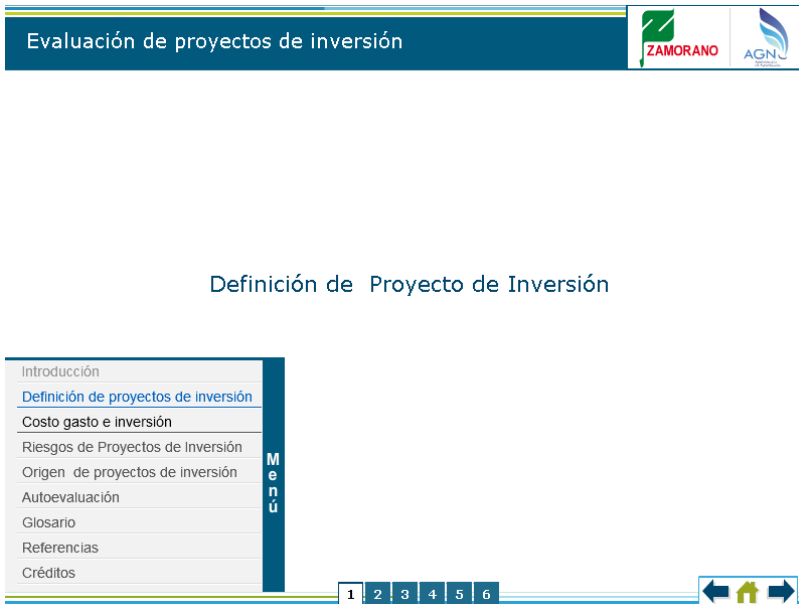 Evaluación de proyectos de inversión
ZAMORANO
AGN
Definición de Proyecto de Inversión
Introducción
Definición de proyectos de inversión
Costo gasto e inversión
Riesgos de Proyectos de Inversión
Origen de proyectos de inversión
Autoevaluación
Glosario
Referencias
Créditos
Menú
1 2 3 4 5 6